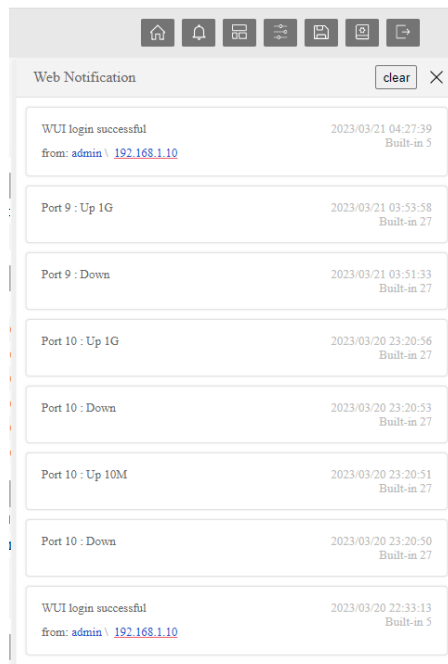 Web Notification
clear
WUI login successful
2023/03/21 04:27:39
Built-in 5
from: admin \ 192.168.1.10
Port 9 : Up 1G
2023/03/21 03:53:58
Built-in 27
Port 9 : Down
2023/03/21 03:51:33
Built-in 27
Port 10 : Up 1G
2023/03/20 23:20:56
Built-in 27
Port 10 : Down
2023/03/20 23:20:53
Built-in 27
Port 10 : Up 10M
2023/03/20 23:20:51
Built-in 27
Port 10 : Down
2023/03/20 23:20:50
Built-in 27
WUI login successful
2023/03/20 22:33:13
Built-in 5
from: admin \ 192.168.1.10